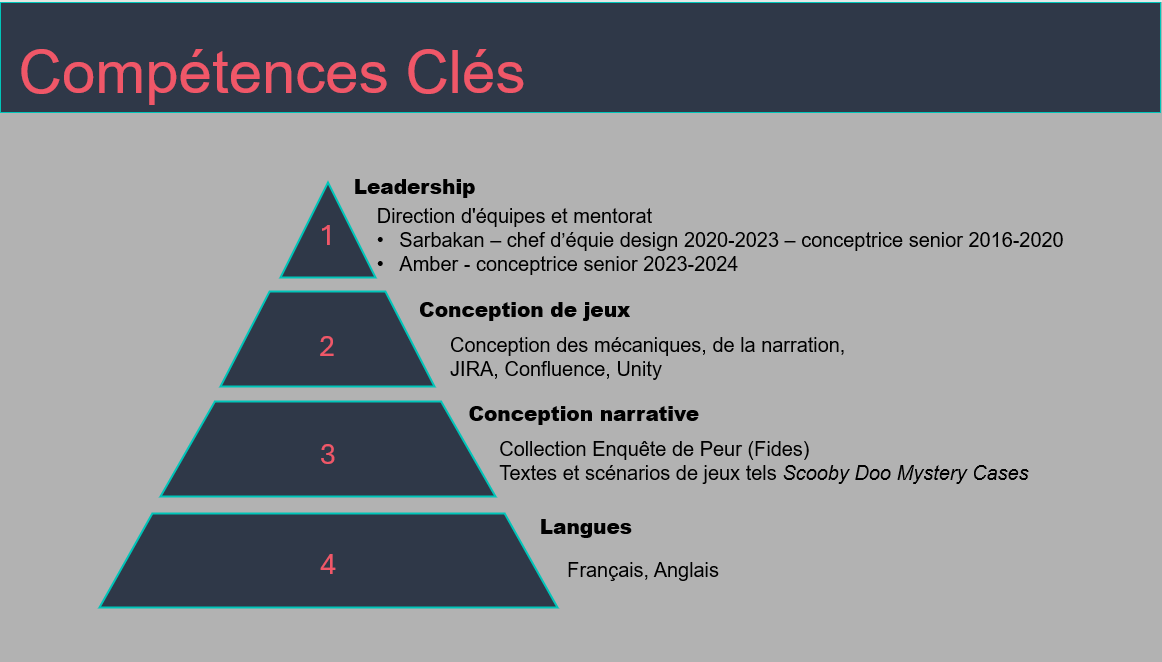 Compétences Clés
Leadership
1
Direction d'équipes et mentorat
• Sarbakan – chef d’équie design 2020-2023 – conceptrice senior 2016-2020
• Amber - conceptrice senior 2023-2024
Conception de jeux
2
Conception des mécaniques, de la narration,
JIRA, Confluence, Unity
Conception narrative
3
Collection Enquête de Peur (Fides)
Textes et scénarios de jeux tels Scooby Doo Mystery Cases
Langues
4
Français, Anglais